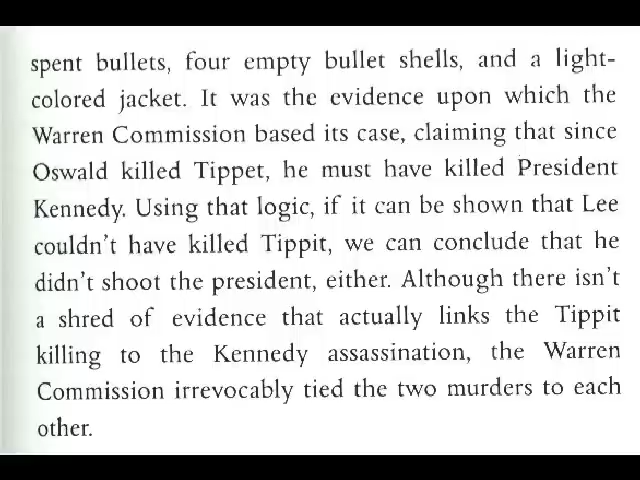 spent bullets, four empty bullet shells, and a light-
colored jacket. It was the evidence upon which the
Warren Commission based its case, claiming that since
Oswald killed Tippet, he must have killed President
Kennedy. Using that logic, if it can be shown that Lee
couldn't have killed Tippit, we can conclude that he
didn't shoot the president, either. Although there isn't
a shred of evidence that actually links the Tippit
killing to the Kennedy assassination, the Warren
Commission irrevocably tied the two murders to each
other.